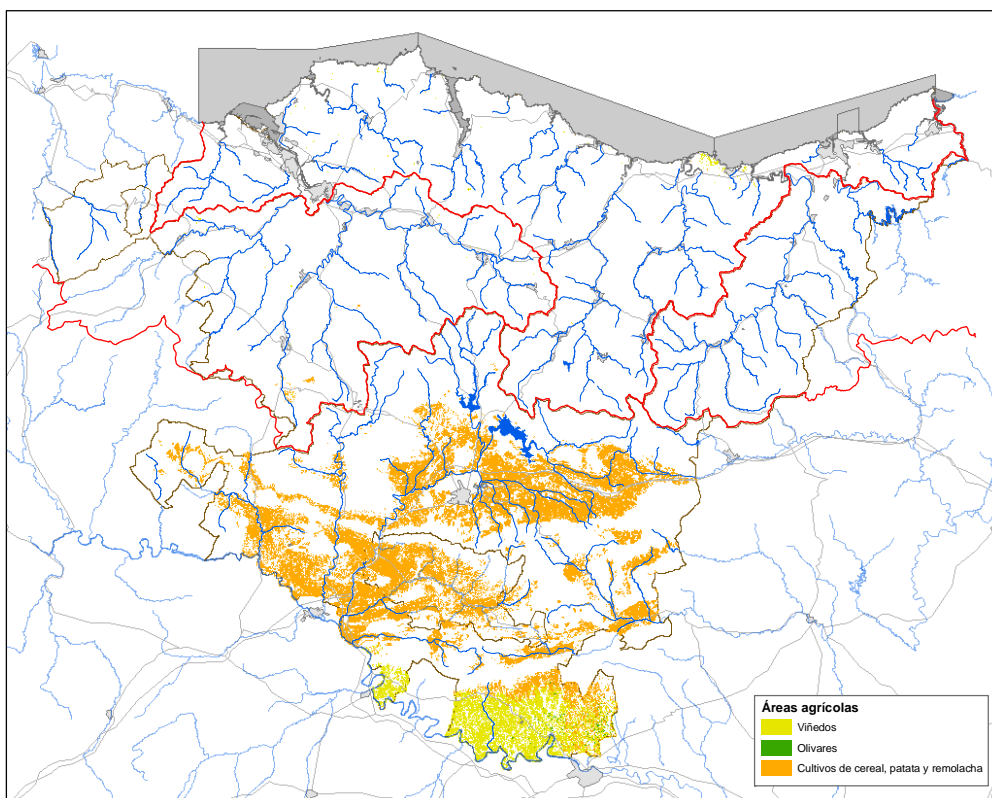 Áreas agrícolas
Viñedos
Olivares
Cultivos de cereal, patata y remolacha